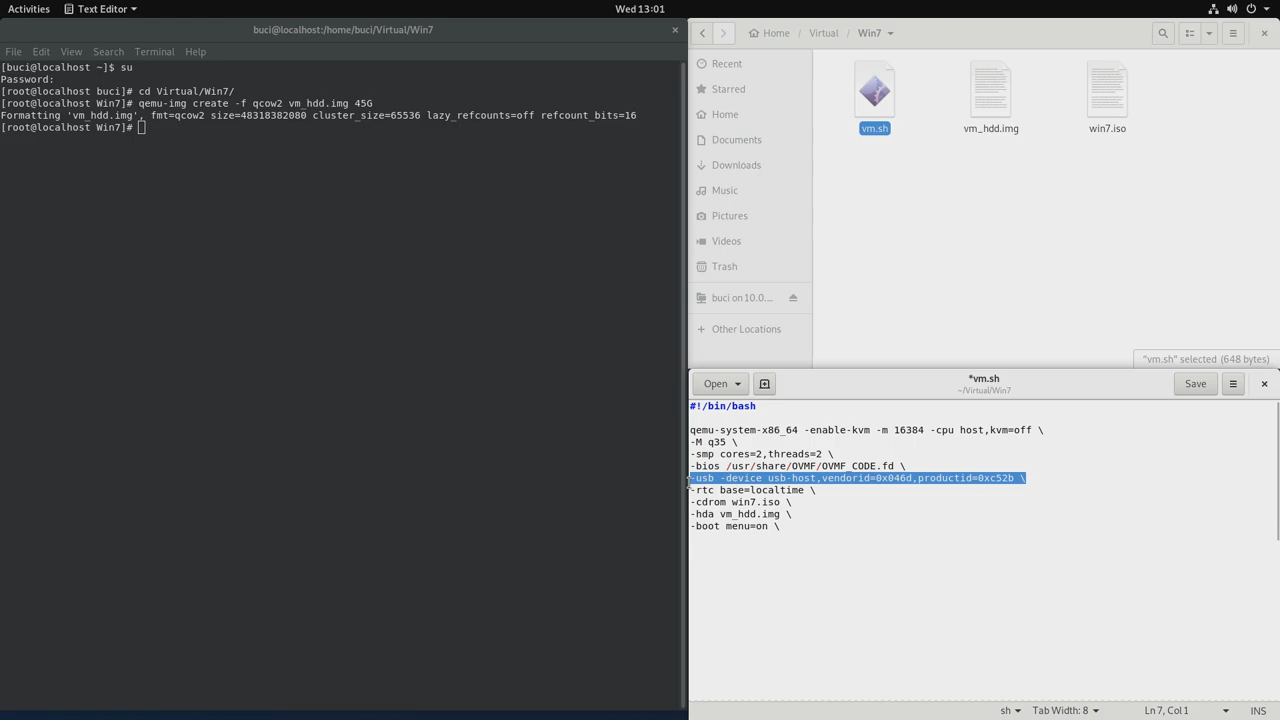 Activities
Text Editor
Wed 13:01
buci@localhost:/home/buci/Virtual/Win7
File Edit View Search Terminal Help
[buci@localhost ~]$ su
Password:
[root@localhost buci]# cd Virtual/Win7/
[root@localhost Win7]# qemu-img create -f qcow2 vm_hdd.img 45G
Formatting 'vm_hdd.img', fmt=qcow2 size=48318382080 cluster_size=65536 lazy_refcounts=off refcount_bits=16
[root@localhost Win7]#
Home Virtual Win7
Recent
Starred
Home
Documents
Downloads
Music
Pictures
Videos
Trash
buci on 10.0....
Other Locations
vm.sh
vm_hdd.img
win7.iso
"vm.sh" selected (648 bytes)
Open
*vm.sh
~/Virtual/Win7
Save
#!/bin/bash
qemu-system-x86_64 -enable-kvm -m 16384 -cpu host,kvm=off \
-M q35 \
-smp cores=2,threads=2 \
-bios /usr/share/OVMF/OVMF_CODE.fd \
-usb -device usb-host,vendorid=0x046d,productid=0xc52b \
-rtc base=localtime \
-cdrom win7.iso \
-hda vm_hdd.img \
-boot menu=on \
sh
Tab Width: 8
Ln 7, Col 1
INS